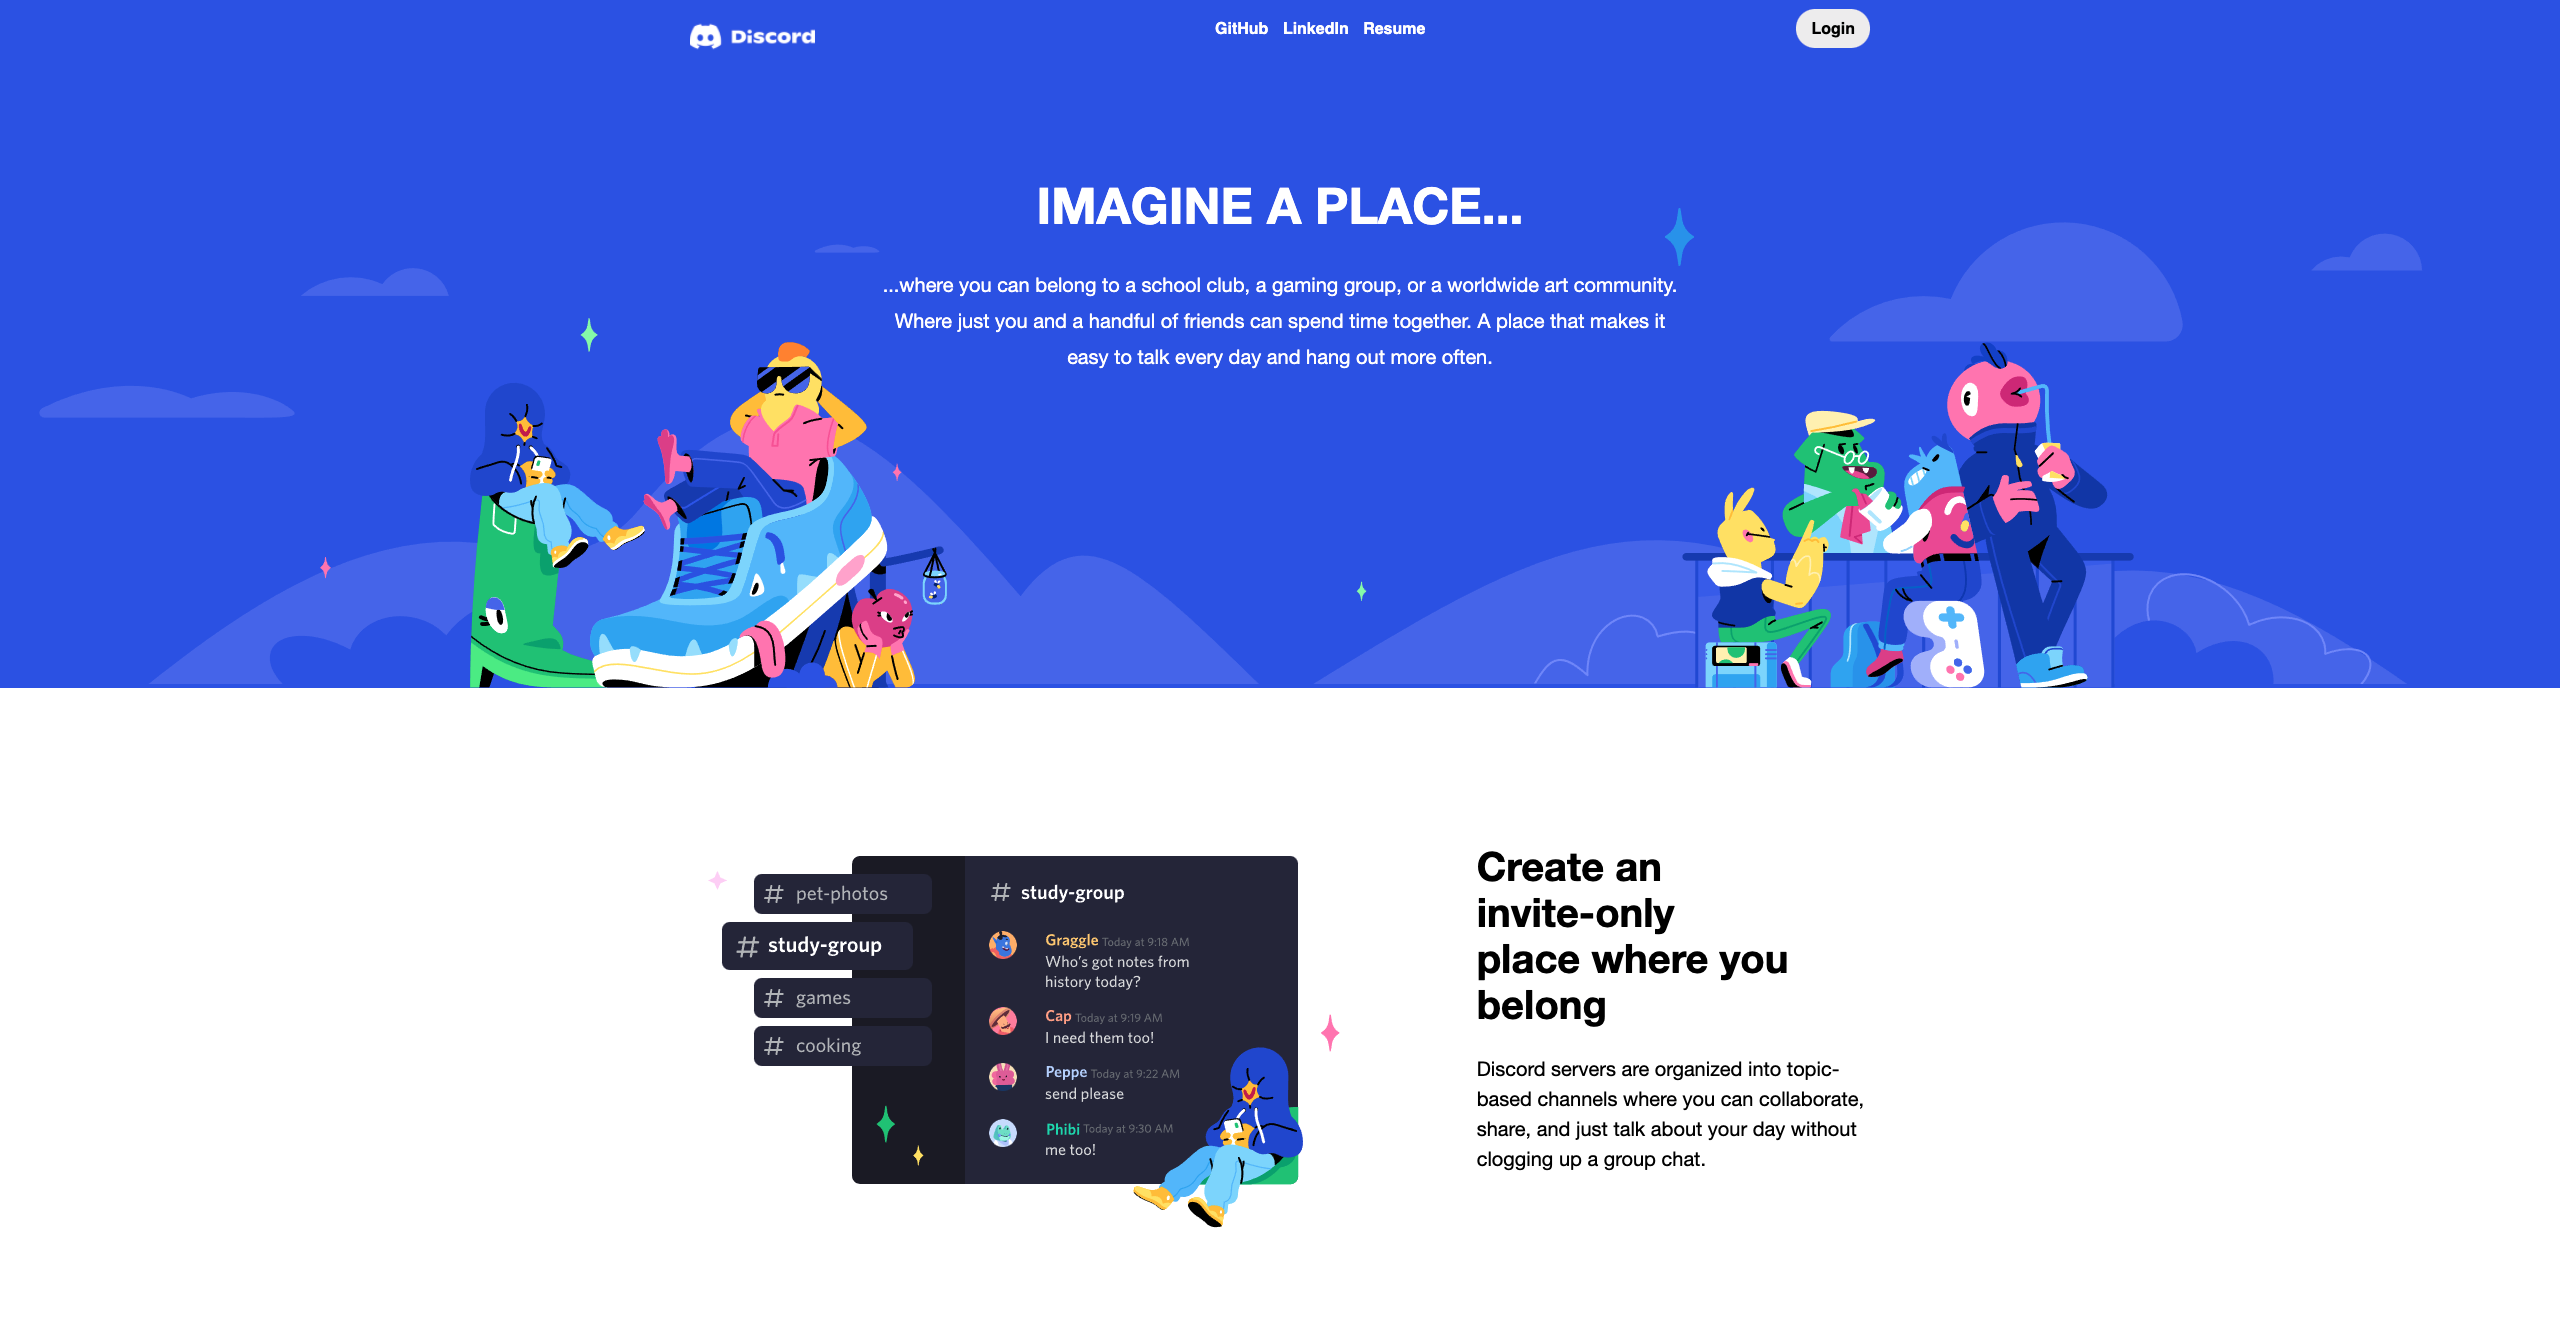 Discord
GitHub LinkedIn Resume
Login
IMAGINE A PLACE...
...where you can belong to a school club, a gaming group, or a worldwide art community.
Where just you and a handful of friends can spend time together. A place that makes it
easy to talk every day and hang out more often.
# pet-photos
# study-group
# games
# cooking
# study-group
Graggle Today at 9:18 AM
Who's got notes from
history today?
Cap Today at 9:19 AM
I need them too!
Peppe Today at 9:22 AM
send please
Phibi Today at 9:30 AM
me too!
Create an
invite-only
place where you
belong
Discord servers are organized into topic-
based channels where you can collaborate,
share, and just talk about your day without
clogging up a group chat.